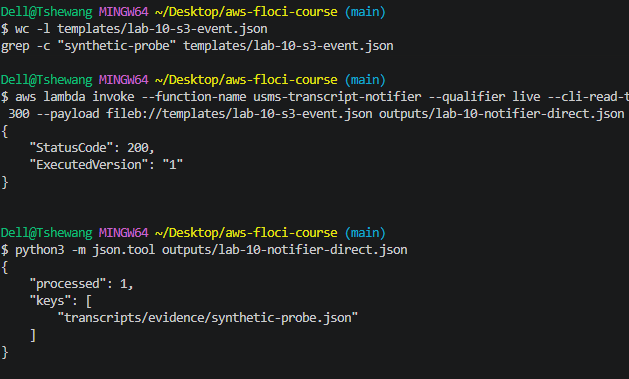 Dell@Tshewang MINGW64 ~/Desktop/aws-floci-course (main)
$ wc -l templates/lab-10-s3-event.json
grep -c "synthetic-probe" templates/lab-10-s3-event.json
Dell@Tshewang MINGW64 ~/Desktop/aws-floci-course (main)
$ aws lambda invoke --function-name usms-transcript-notifier --qualifier live --cli-read-t
300 --payload fileb://templates/lab-10-s3-event.json outputs/lab-10-notifier-direct.json
{
    "StatusCode": 200,
    "ExecutedVersion": "1"
}
Dell@Tshewang MINGW64 ~/Desktop/aws-floci-course (main)
$ python3 -m json.tool outputs/lab-10-notifier-direct.json
{
    "processed": 1,
    "keys": [
        "transcripts/evidence/synthetic-probe.json"
    ]
}